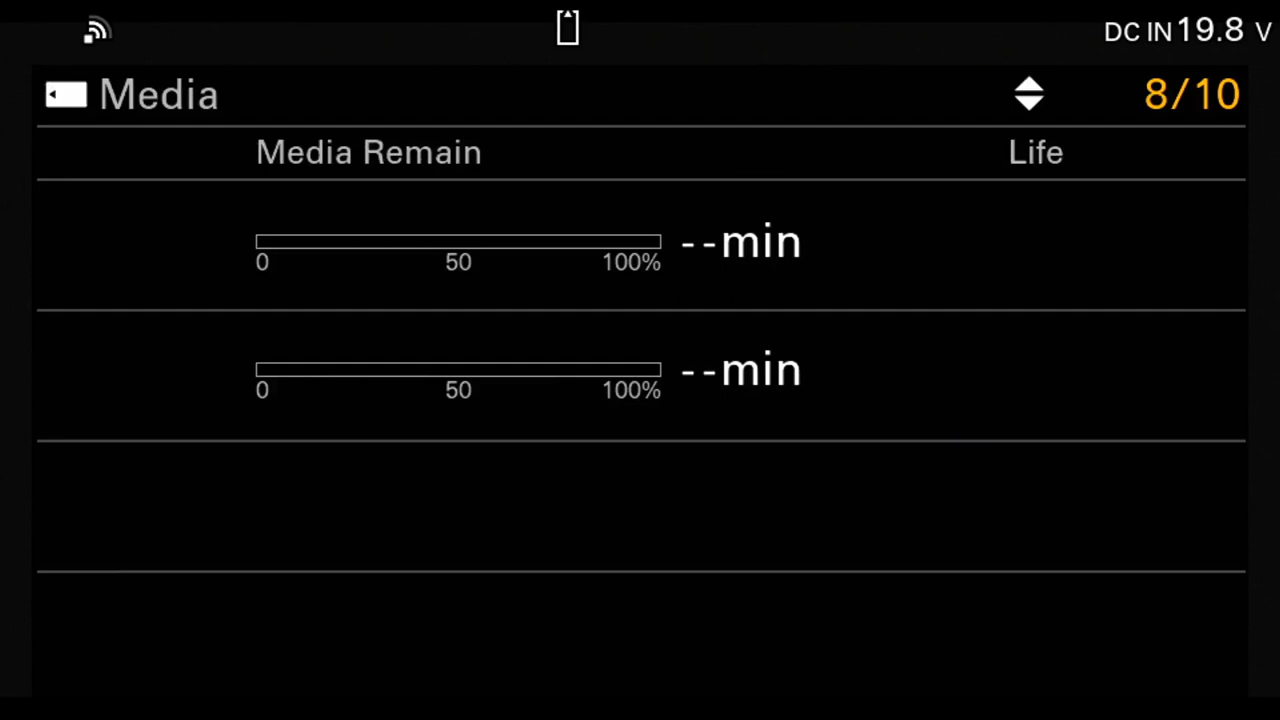 DC IN 19.8 V
Media 8/10
Media Remain Life
--min
0 50 100%
--min
0 50 100%